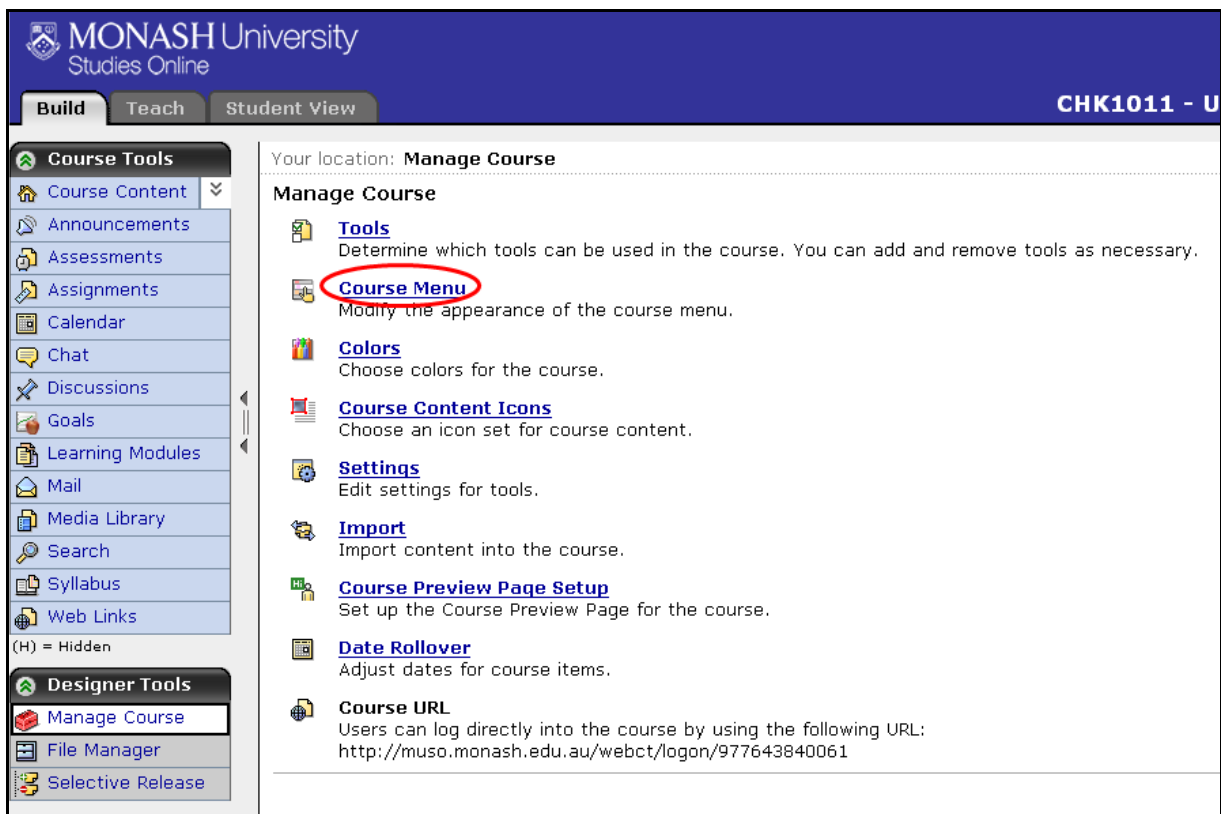 MONASH University
Studies Online
Build
Teach
Student View
CHK1011 - U
Course Tools
Course Content
Announcements
Assessments
Assignments
Calendar
Chat
Discussions
Goals
Learning Modules
Mail
Media Library
Search
Syllabus
Web Links
(H) = Hidden
Designer Tools
Manage Course
File Manager
Selective Release
Your location: Manage Course
Manage Course
Tools
Determine which tools can be used in the course. You can add and remove tools as necessary.
Course Menu
Modify the appearance of the course menu.
Colors
Choose colors for the course.
Course Content Icons
Choose an icon set for course content.
Settings
Edit settings for tools.
Import
Import content into the course.
Course Preview Page Setup
Set up the Course Preview Page for the course.
Date Rollover
Adjust dates for course items.
Course URL
Users can log directly into the course by using the following URL:
http://muso.monash.edu.au/webct/logon/977643840061